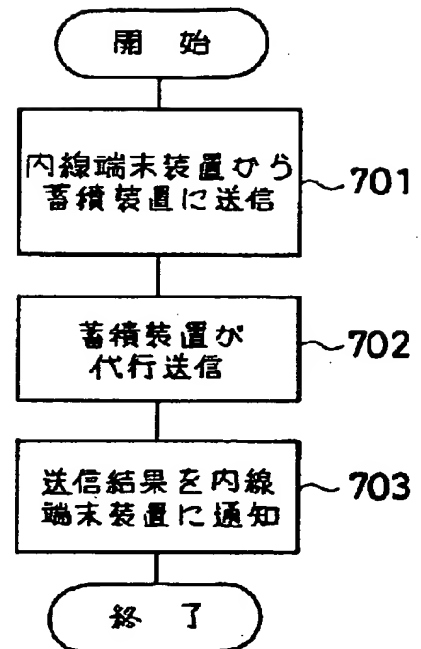 開始
内線端末装置から
蓄積装置に送信
701
蓄積装置が
代行送信
702
送信結果を内線
端末装置に通知
703
終了